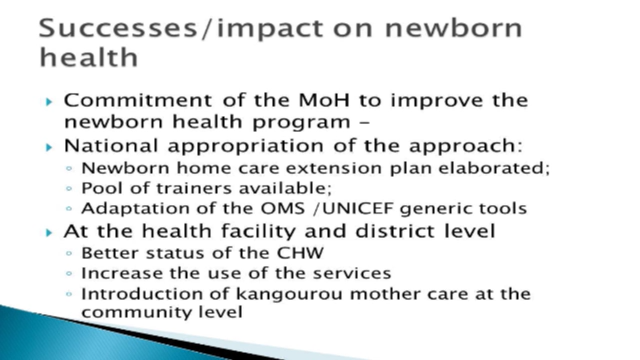 Successes/impact on newborn
health
Commitment of the MoH to improve the
newborn health program –
National appropriation of the approach:
Newborn home care extension plan elaborated;
Pool of trainers available;
Adaptation of the OMS /UNICEF generic tools
At the health facility and district level
Better status of the CHW
Increase the use of the services
Introduction of kangourou mother care at the
community level